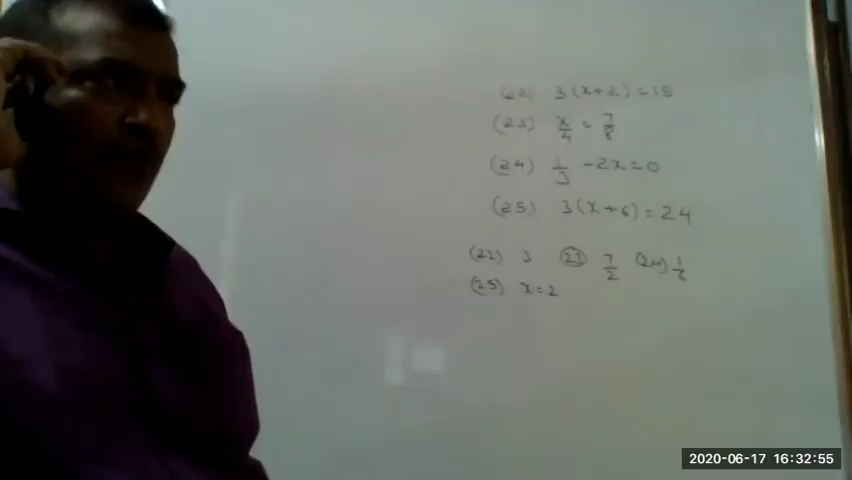 (22) 3(x+2)=15
(23) x/4 = 7/8
(24) 1/3 -2x=0
(25) 3(x+6)=24
(22) 3 (23) 7/2 (24) 1/6
(25) x=2
2020-06-17 16:32:55